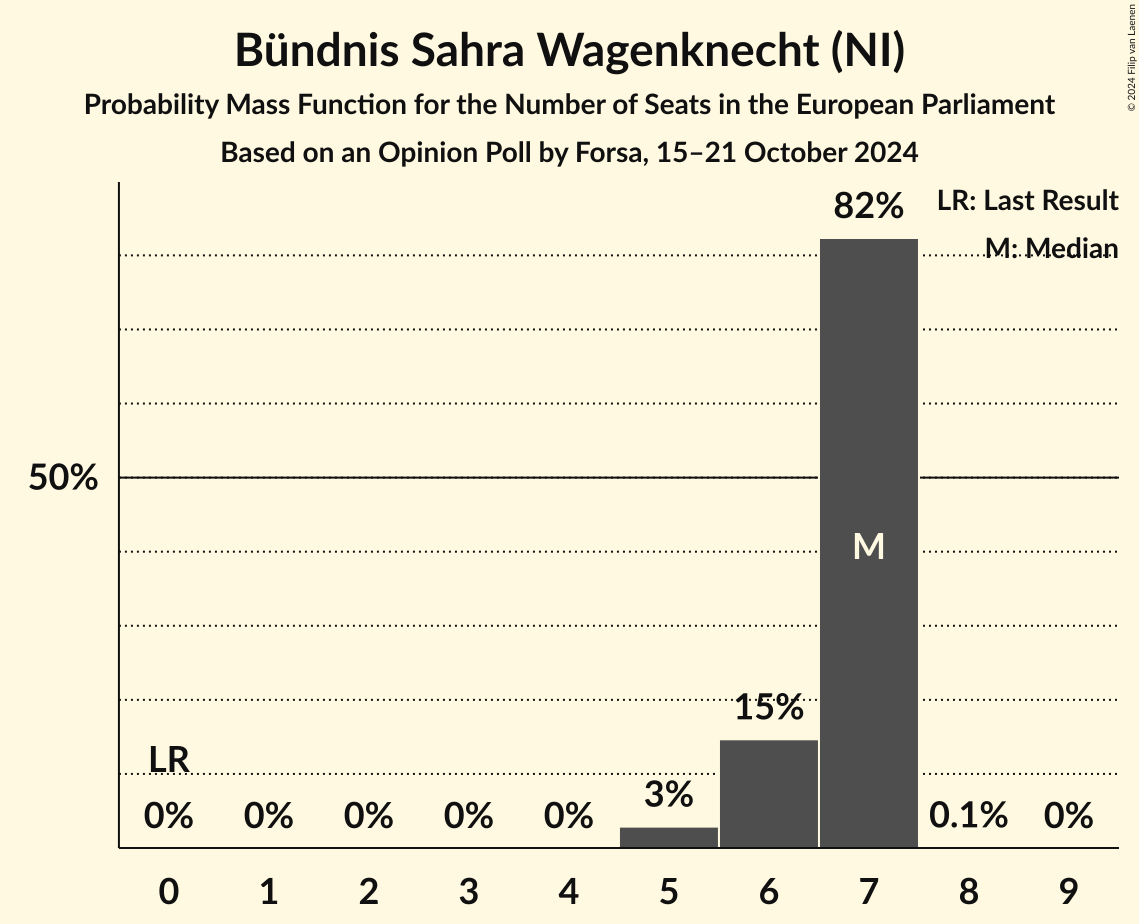 Bündnis Sahra Wagenknecht (NI)
Probability Mass Function for the Number of Seats in the European Parliament
Based on an Opinion Poll by Forsa, 15–21 October 2024
© 2024 Filip van Laenen
LR: Last Result
M: Median
82%
50%
M
15%
LR
3%
0% 0% 0% 0% 0% 0.1% 0%
0 1 2 3 4 5 6 7 8 9